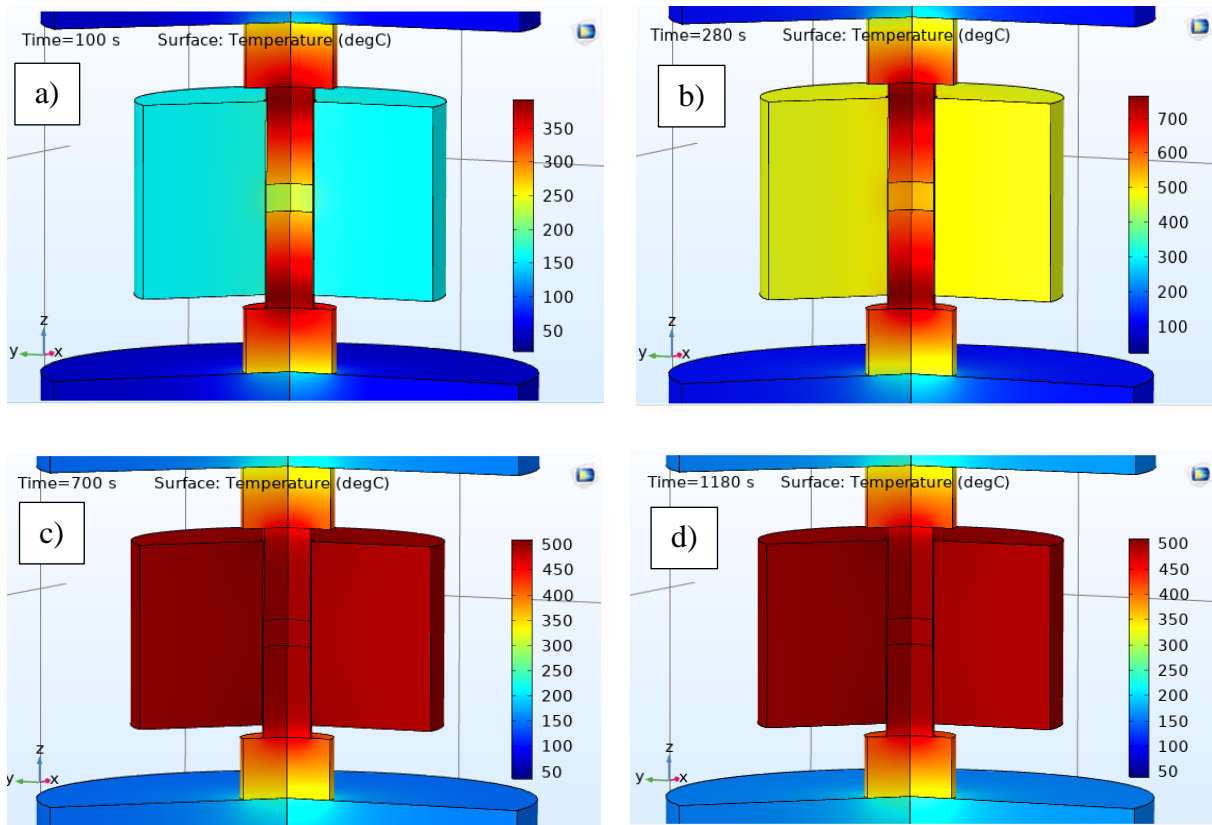 Time=100 s Surface: Temperature (degC)
a)
350
300
250
200
150
100
50
z
y x
Time=280 s Surface: Temperature (degC)
b)
700
600
500
400
300
200
100
z
y x
Time=700 s Surface: Temperature (degC)
c)
500
450
400
350
300
250
200
150
100
50
z
y x
Time=1180 s Surface: Temperature (degC)
d)
500
450
400
350
300
250
200
150
100
50
z
y x